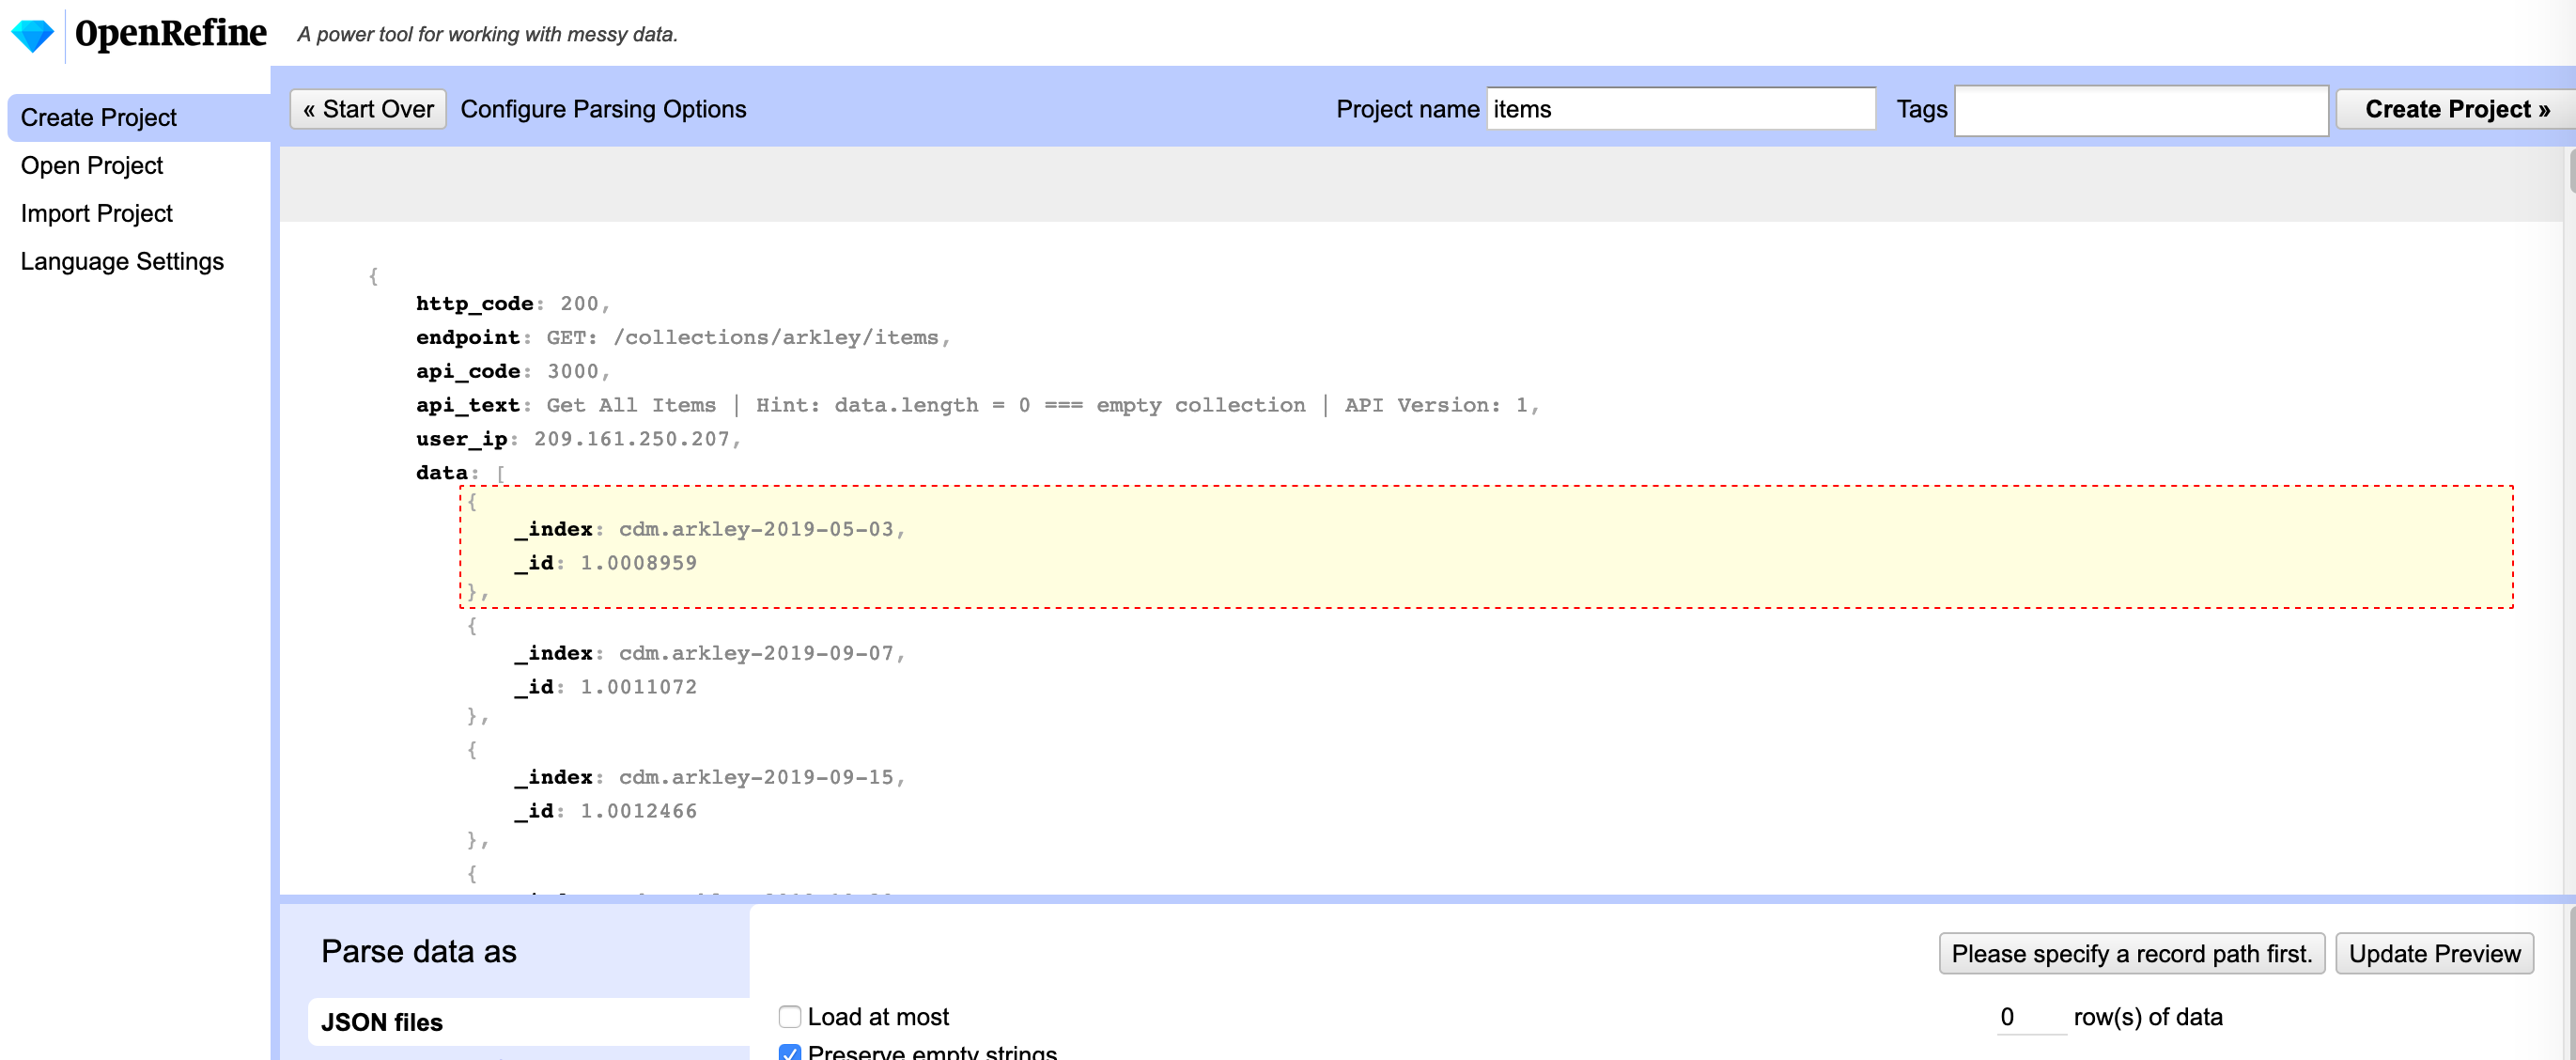 OpenRefine A power tool for working with messy data.
Create Project
Open Project
Import Project
Language Settings
« Start Over Configure Parsing Options Project name items Tags Create Project »
{
http_code: 200,
endpoint: GET: /collections/arkley/items,
api_code: 3000,
api_text: Get All Items | Hint: data.length = 0 === empty collection | API Version: 1,
user_ip: 209.161.250.207,
data: [
{
_index: cdm.arkley-2019-05-03,
_id: 1.0008959
},
{
_index: cdm.arkley-2019-09-07,
_id: 1.0011072
},
{
_index: cdm.arkley-2019-09-15,
_id: 1.0012466
},
{
Parse data as
JSON files
Please specify a record path first. Update Preview
Load at most 0 row(s) of data
Preserve empty strings